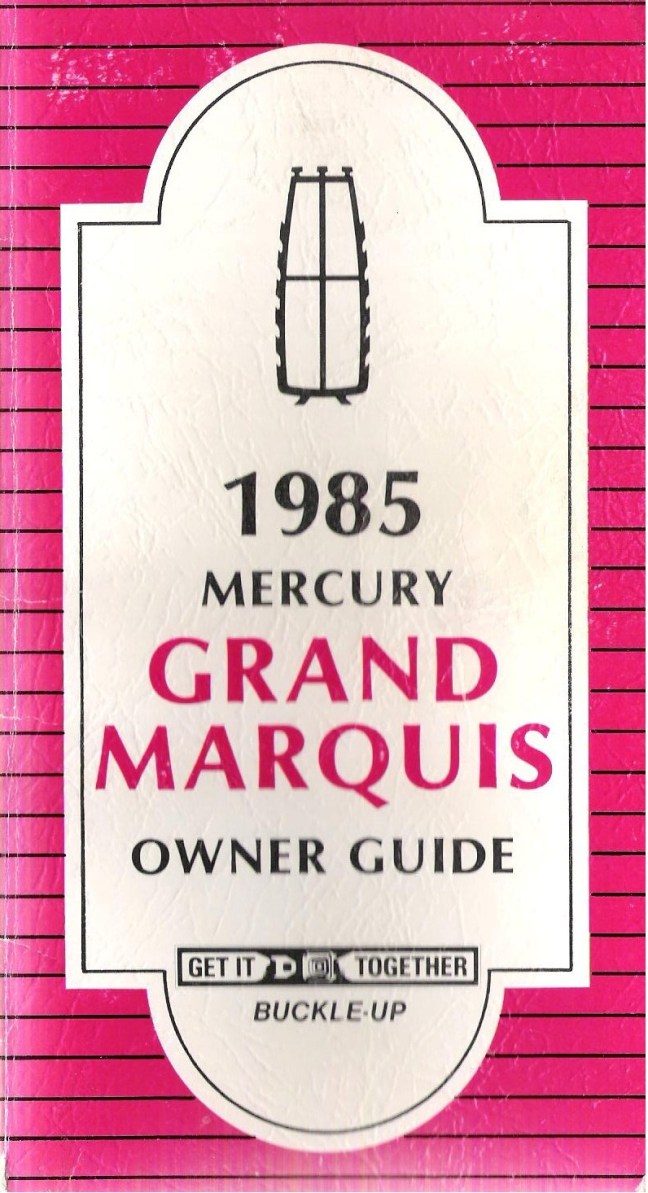 1985
MERCURY
GRAND
MARQUIS
OWNER GUIDE
GET IT TOGETHER
BUCKLE-UP